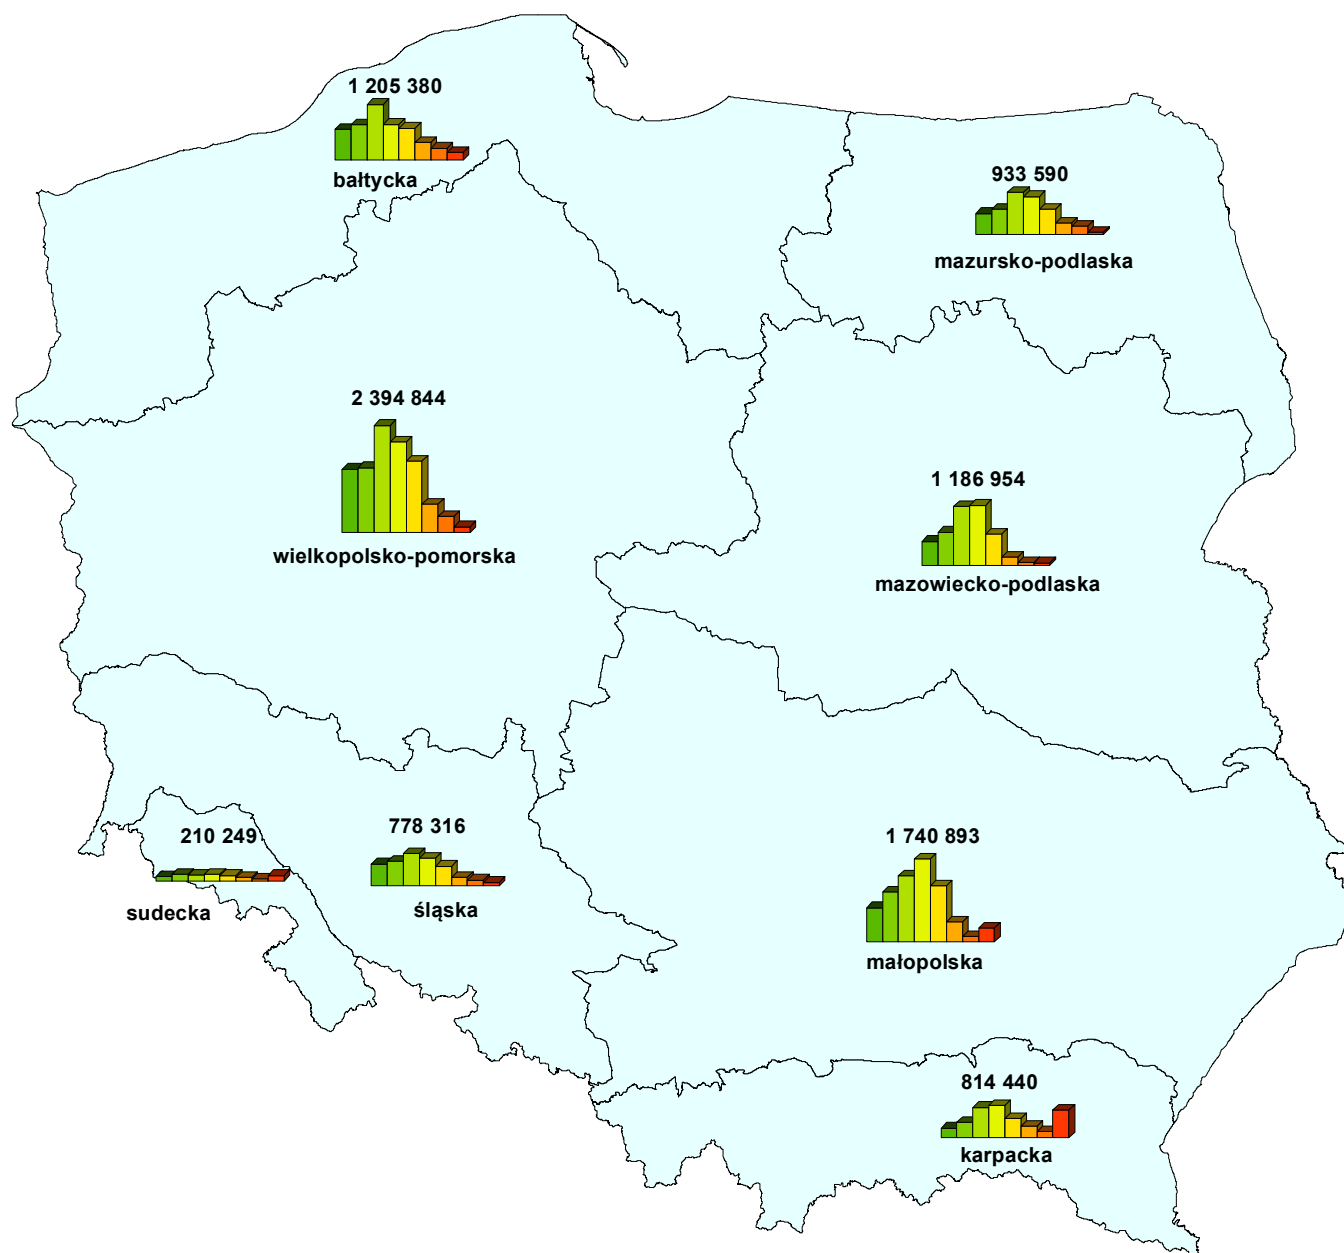 1 205 380
bałtycka
933 590
mazursko-podlaska
2 394 844
wielkopolsko-pomorska
1 186 954
mazowiecko-podlaska
210 249
sudecka
778 316
śląska
1 740 893
małopolska
814 440
karpacka